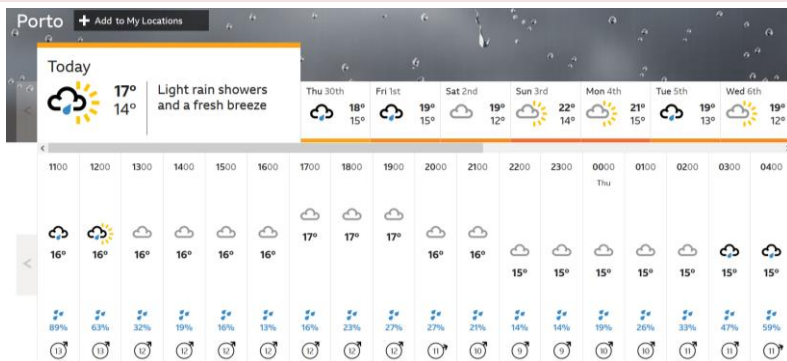 Porto
+ Add to My Locations
Today
17°
14°
Light rain showers
and a fresh breeze
Thu 30th
18°
15°
Fri 1st
19°
15°
Sat 2nd
19°
12°
Sun 3rd
22°
14°
Mon 4th
21°
15°
Tue 5th
19°
13°
Wed 6th
19°
12°
1100 1200 1300 1400 1500 1600 1700 1800 1900 2000 2100 2200 2300 0000 0100 0200 0300 0400
Thu
16° 16° 16° 16° 16° 16° 17° 17° 17° 16° 16° 15° 15° 15° 15° 15° 15° 15°
89% 63% 32% 19% 16% 13% 16% 23% 27% 27% 21% 14% 14% 19% 26% 33% 47% 59%
13 13 12 12 12 12 12 12 12 11 10 9 9 10 10 11 11 11